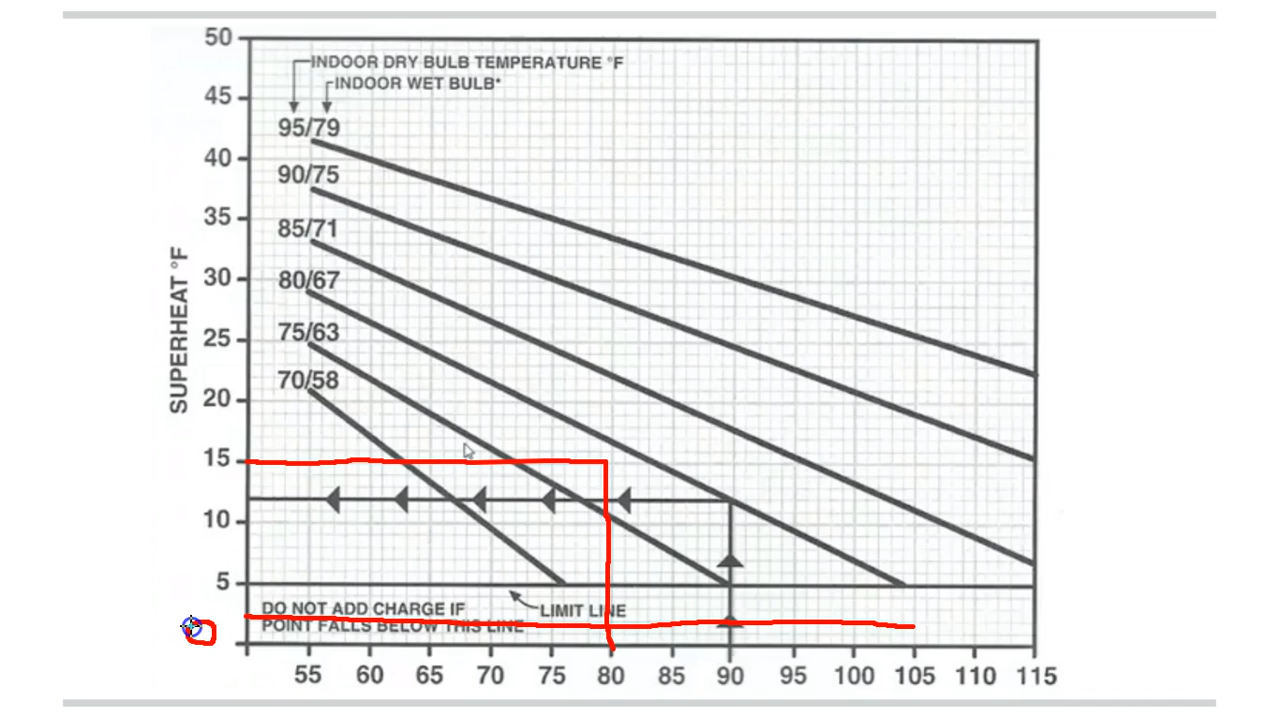 50
INDOOR DRY BULB TEMPERATURE °F
INDOOR WET BULB*
45
95/79
40
90/75
35
85/71
30
80/67
25
75/63
20
70/58
15
10
5
SUPERHEAT °F
DO NOT ADD CHARGE IF
POINT FALLS BELOW THIS LINE
LIMIT LINE
55 60 65 70 75 80 85 90 95 100 105 110 115